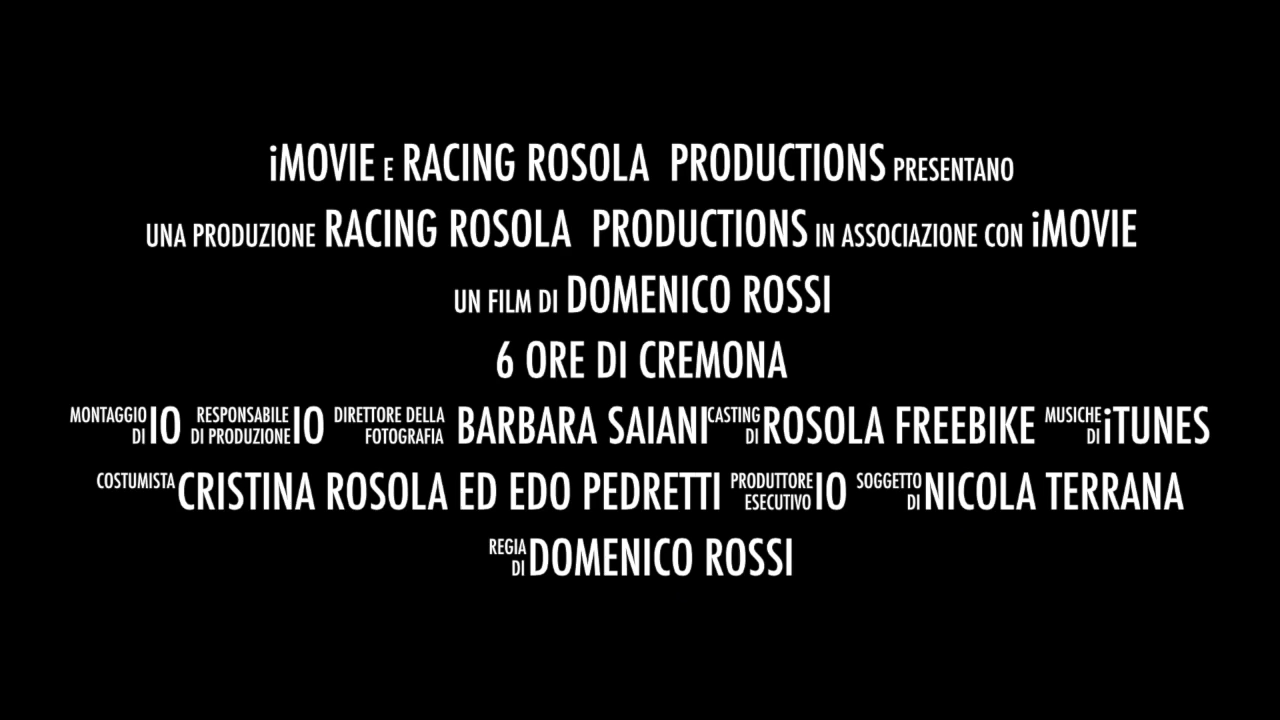 iMOVIE E RACING ROSOLA PRODUCTIONS PRESENTANO
UNA PRODUZIONE RACING ROSOLA PRODUCTIONS IN ASSOCIAZIONE CON iMOVIE
UN FILM DI DOMENICO ROSSI
6 ORE DI CREMONA
MONTAGGIO DI IO RESPONSABILE DI PRODUZIONE IO DIRETTORE DELLA FOTOGRAFIA BARBARA SAIANI CASTING DI ROSOLA FREEBIKE MUSICHE DI iTUNES
COSTUMISTA CRISTINA ROSOLA ED EDO PEDRETTI PRODUTTORE ESECUTIVO IO SOGGETTO DI NICOLA TERRANA
REGIA DI DOMENICO ROSSI